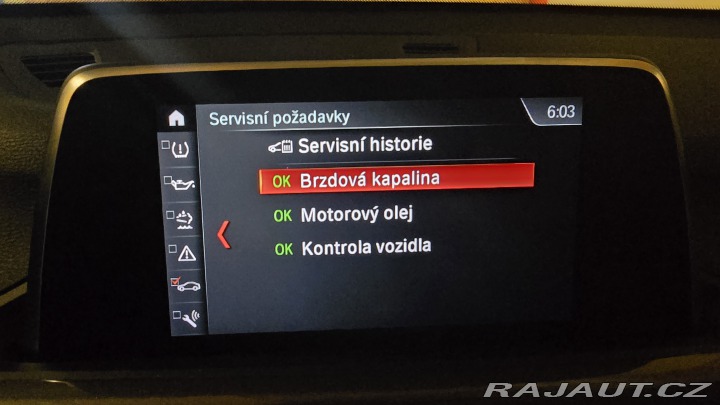 Servisní požadavky
6:03
Servisní historie
OK Brzdová kapalina
OK Motorový olej
OK Kontrola vozidla
RAJAUT.CZ